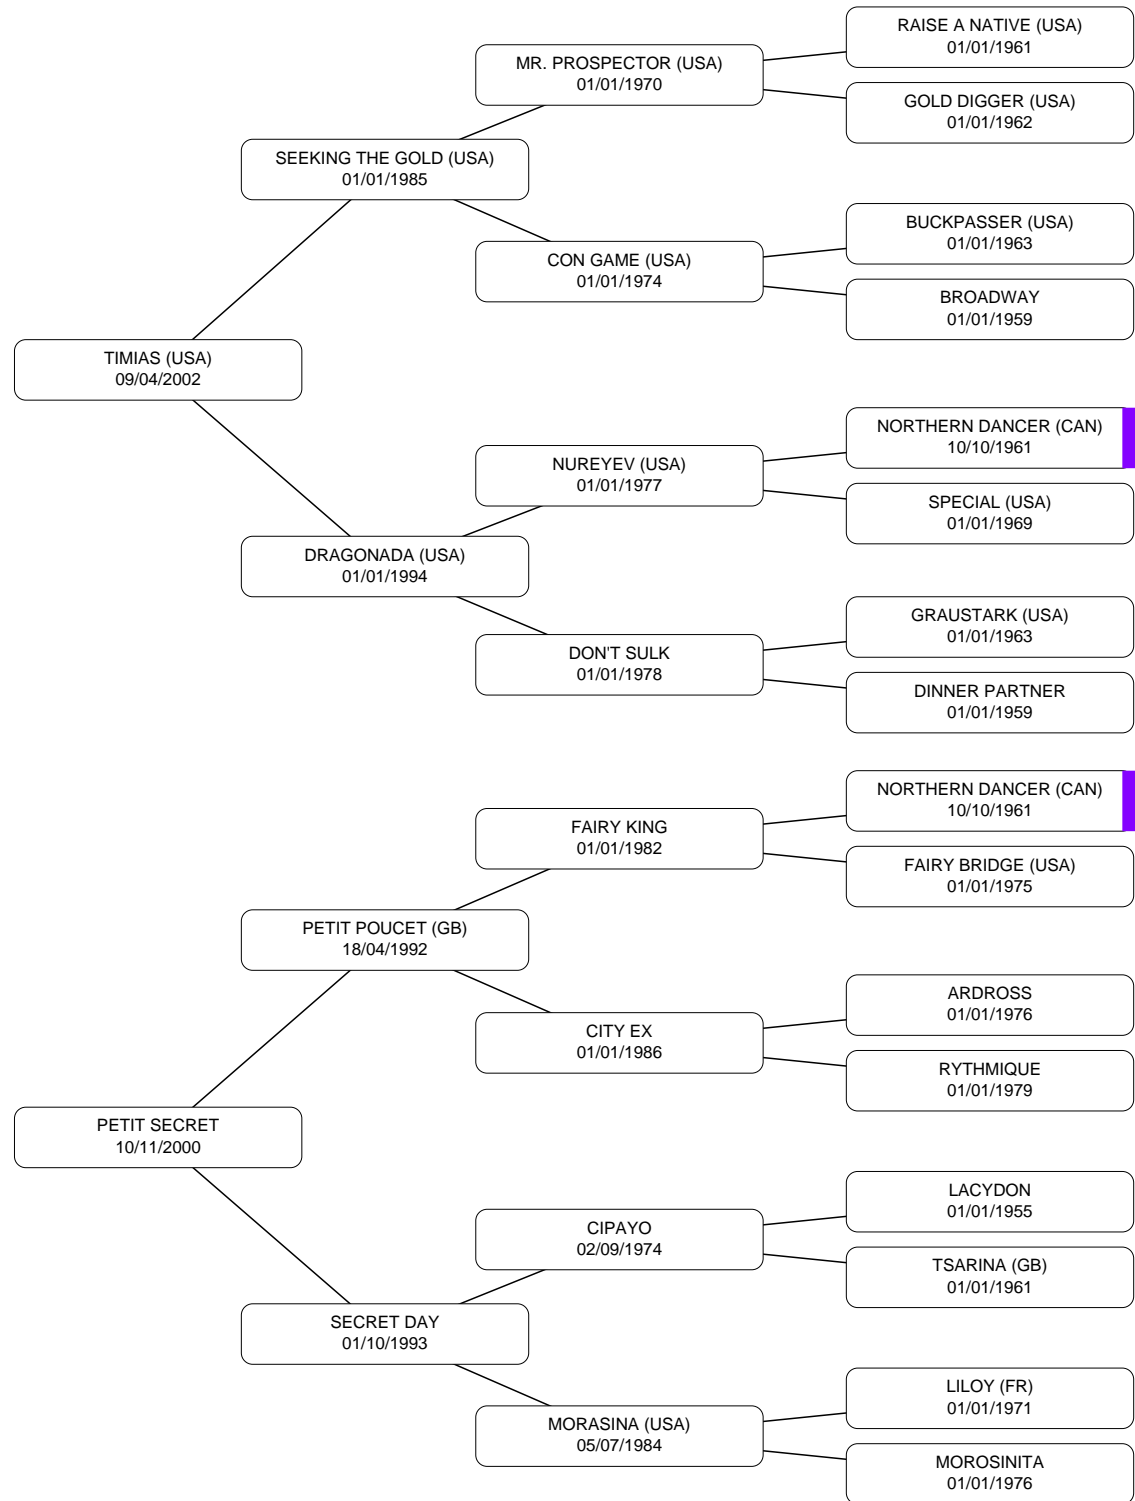 RAISE A NATIVE (USA)
01/01/1961
MR. PROSPECTOR (USA)
01/01/1970
GOLD DIGGER (USA)
01/01/1962
SEEKING THE GOLD (USA)
01/01/1985
BUCKPASSER (USA)
01/01/1963
CON GAME (USA)
01/01/1974
BROADWAY
01/01/1959
TIMIAS (USA)
09/04/2002
NORTHERN DANCER (CAN)
10/10/1961
NUREYEV (USA)
01/01/1977
SPECIAL (USA)
01/01/1969
DRAGONADA (USA)
01/01/1994
GRAUSTARK (USA)
01/01/1963
DON'T SULK
01/01/1978
DINNER PARTNER
01/01/1959
NORTHERN DANCER (CAN)
10/10/1961
FAIRY KING
01/01/1982
FAIRY BRIDGE (USA)
01/01/1975
PETIT POUCET (GB)
18/04/1992
ARDROSS
01/01/1976
CITY EX
01/01/1986
RYTHMIQUE
01/01/1979
PETIT SECRET
10/11/2000
LACYDON
01/01/1955
CIPAYO
02/09/1974
TSARINA (GB)
01/01/1961
SECRET DAY
01/10/1993
LILOY (FR)
01/01/1971
MORASINA (USA)
05/07/1984
MOROSINITA
01/01/1976